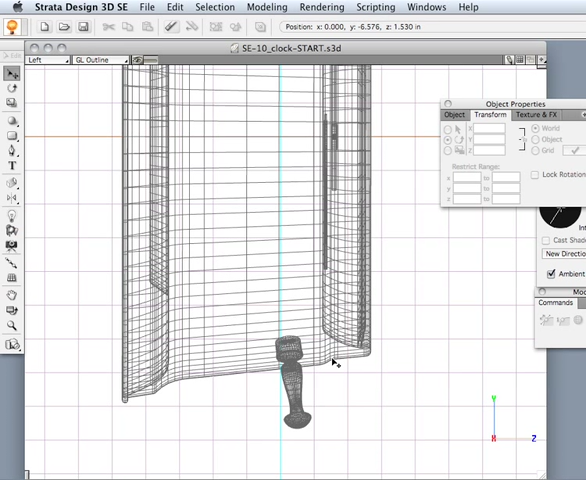 Strata Design 3D SE File Edit Selection Modeling Rendering Scripting Windows Help
Position: x: 0.000, y: -6.576, z: 1.530 in
SE-10_clock-START.s3d
Left GL Outline
Object Properties
Object Transform Texture & FX
X World
Y Object
Z Grid
Restrict Range:
x to Lock Rotation
y to
z to
Cast Shad
New Direction
Ambient
Commands
Y
X Z